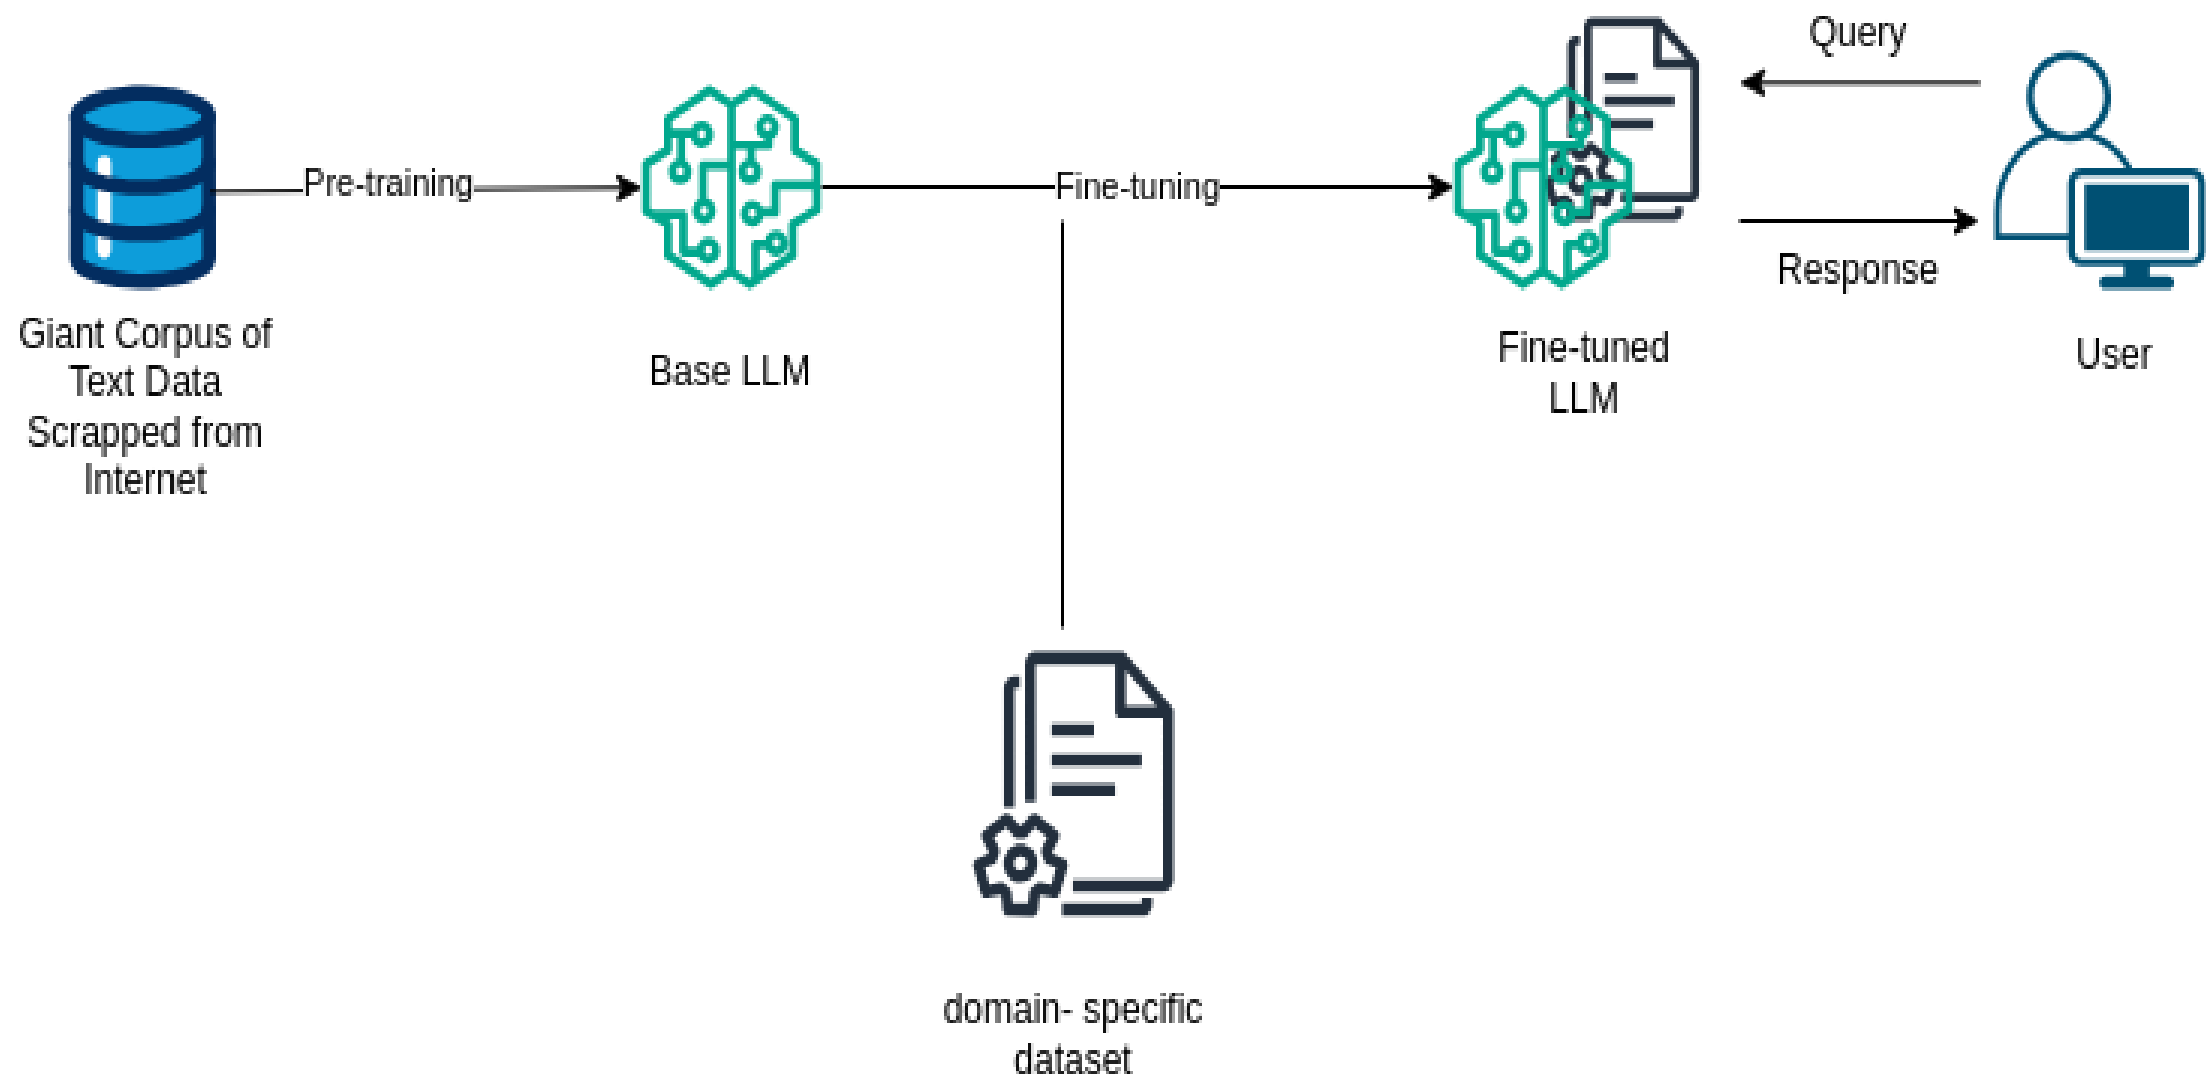 Query
Pre-training
Fine-tuning
Response
Giant Corpus of
Text Data
Scrapped from
Internet
Base LLM
Fine-tuned
LLM
User
domain- specific
dataset